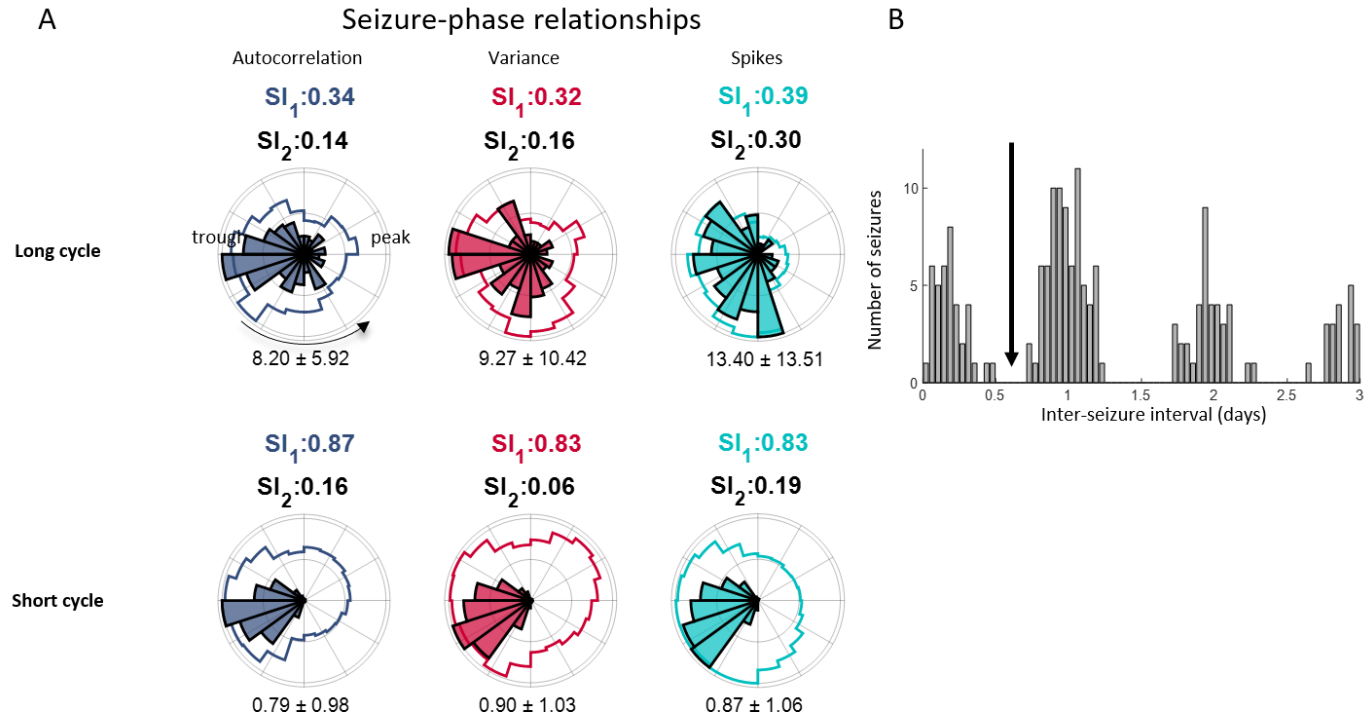 A
Seizure-phase relationships
B
Autocorrelation
Variance
Spikes
SI1:0.34
SI1:0.32
SI1:0.39
SI2:0.14
SI2:0.16
SI2:0.30
Long cycle
trough
peak
8.20 ± 5.92
9.27 ± 10.42
13.40 ± 13.51
Number of seizures
10
5
0
0
0.5
1
1.5
2
2.5
3
Inter-seizure interval (days)
SI1:0.87
SI1:0.83
SI1:0.83
SI2:0.16
SI2:0.06
SI2:0.19
Short cycle
0.79 ± 0.98
0.90 ± 1.03
0.87 ± 1.06